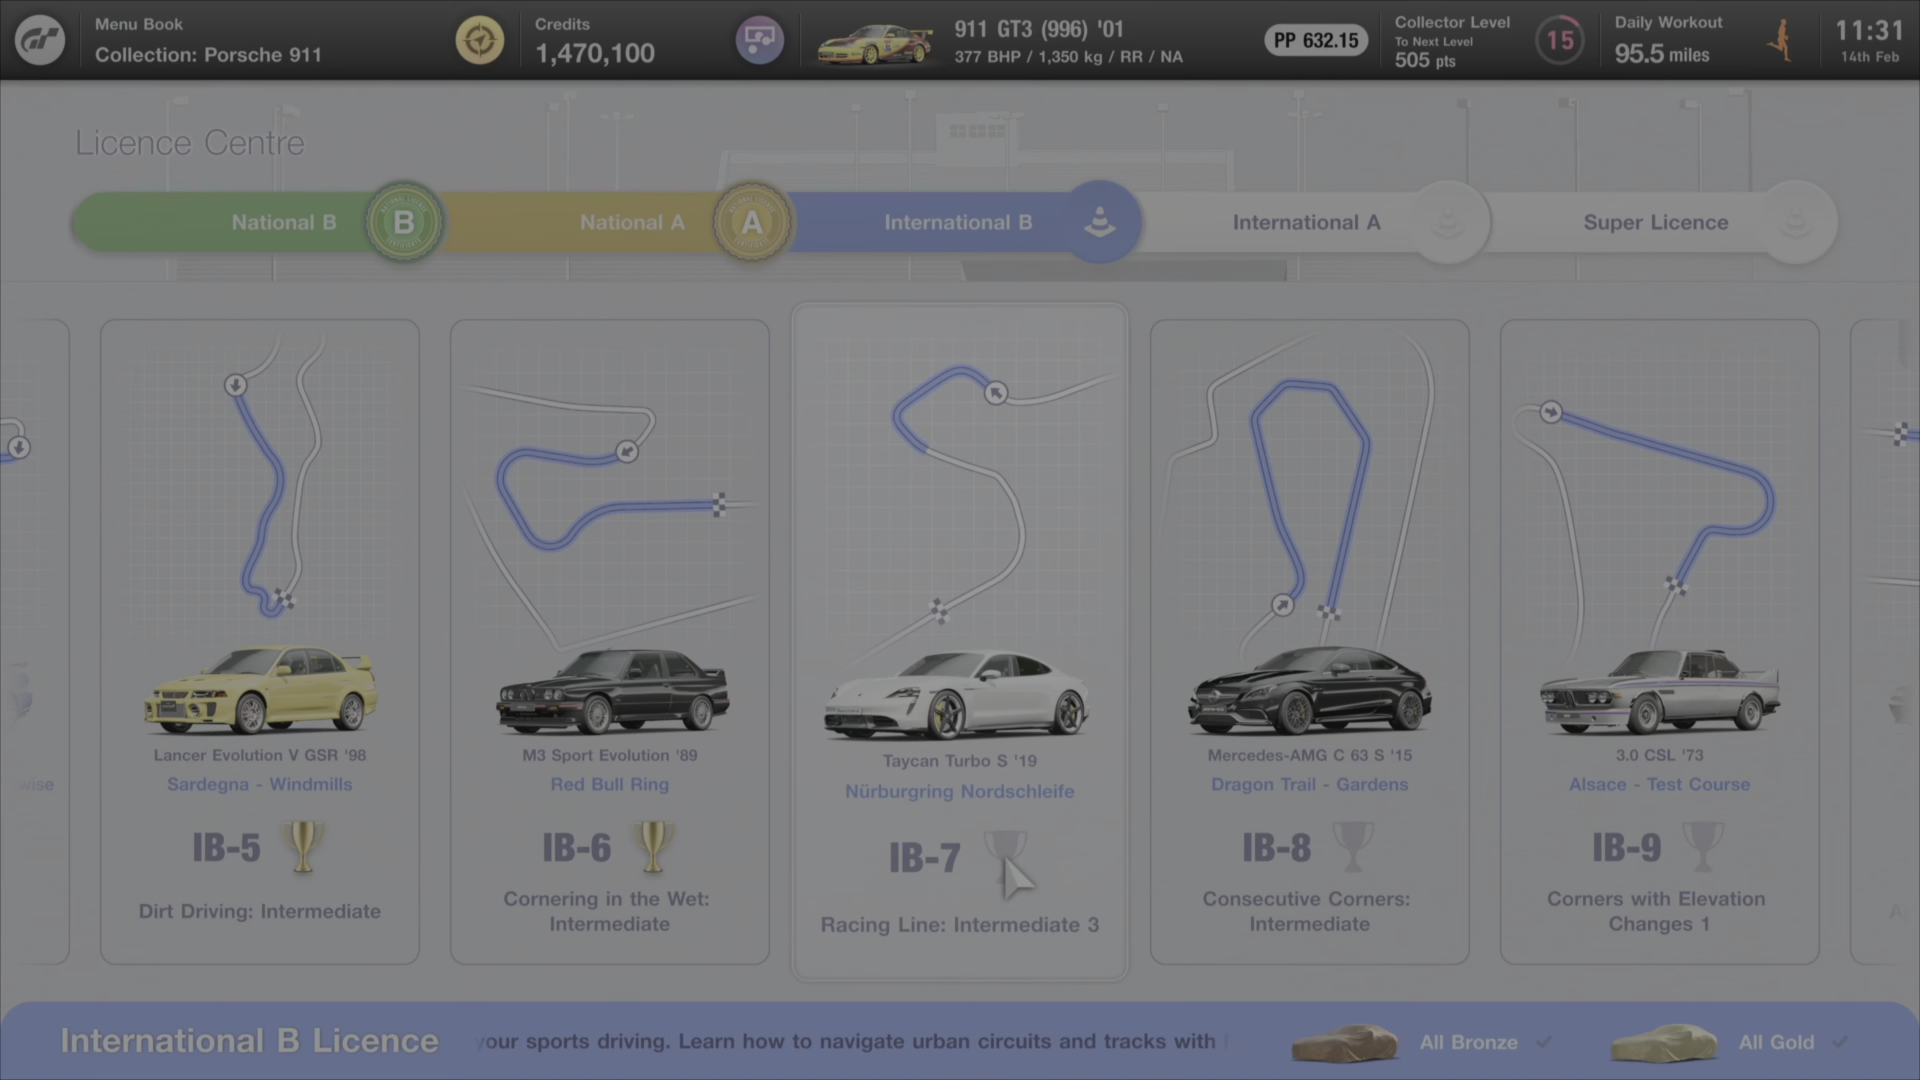 Menu Book
Collection: Porsche 911
Credits
1,470,100
911 GT3 (996) '01
377 BHP / 1,350 kg / RR / NA
PP 632.15
Collector Level
To Next Level
505 pts
15
Daily Workout
95.5 miles
11:31
14th Feb
Licence Centre
National B
B
National A
A
International B
International A
Super Licence
wise
Lancer Evolution V GSR '98
Sardegna - Windmills
IB-5
Dirt Driving: Intermediate
M3 Sport Evolution '89
Red Bull Ring
IB-6
Cornering in the Wet:
Intermediate
Taycan Turbo S '19
Nürburgring Nordschleife
IB-7
Racing Line: Intermediate 3
Mercedes-AMG C 63 S '15
Dragon Trail - Gardens
IB-8
Consecutive Corners:
Intermediate
3.0 CSL '73
Alsace - Test Course
IB-9
Corners with Elevation
Changes 1
International B Licence
your sports driving. Learn how to navigate urban circuits and tracks with
All Bronze
All Gold